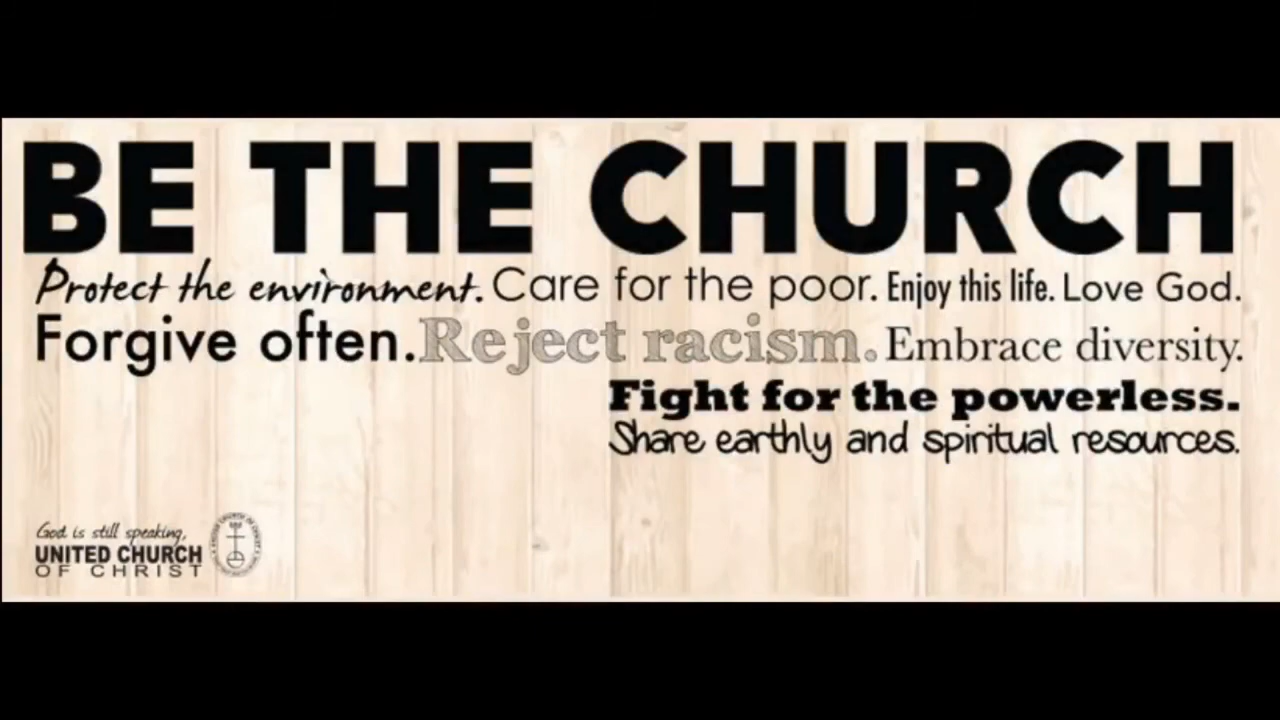 BE THE CHURCH
Protect the environment. Care for the poor. Enjoy this life. Love God.
Forgive often. Reject racism. Embrace diversity.
Fight for the powerless.
Share earthly and spiritual resources.
God is still speaking,
UNITED CHURCH
OF CHRIST